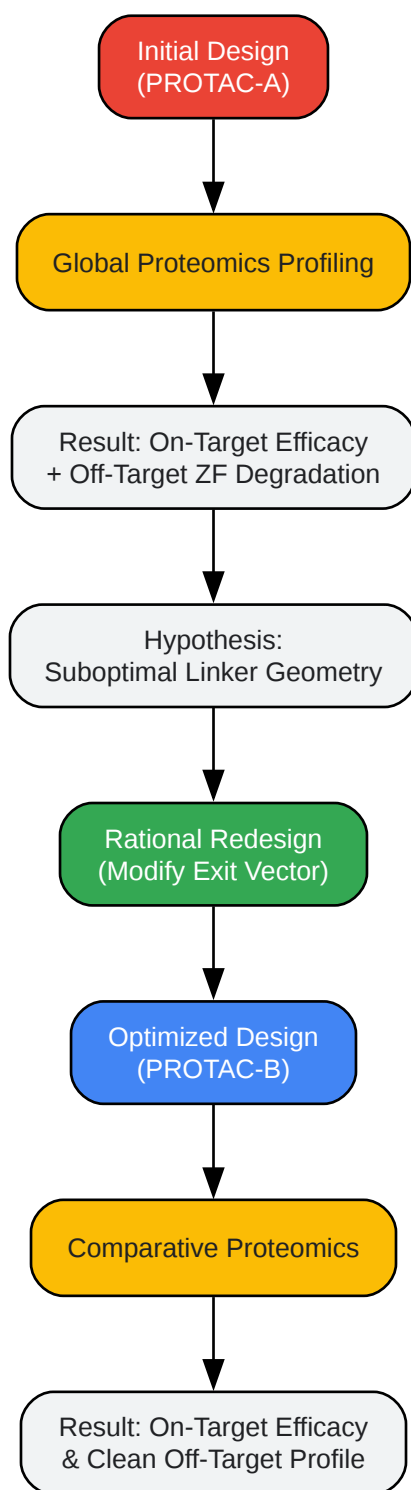 Initial Design
(PROTAC-A)
Global Proteomics Profiling
Result: On-Target Efficacy
+ Off-Target ZF Degradation
Hypothesis:
Suboptimal Linker Geometry
Rational Redesign
(Modify Exit Vector)
Optimized Design
(PROTAC-B)
Comparative Proteomics
Result: On-Target Efficacy
& Clean Off-Target Profile